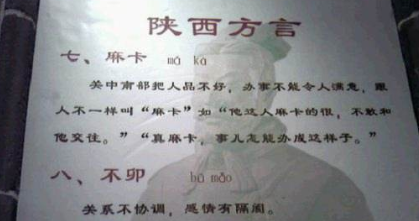 陕西方言
七、麻卡 má kǎ
关中南部把人品不好，办事不能令人满意，跟
人不一样叫“麻卡”如“他这人麻卡的很，不敢和
他交往。”“真麻卡，事儿怎能办成这样子。”
八、不卯 bū mǎo
关系不协调，感情有隔阂。